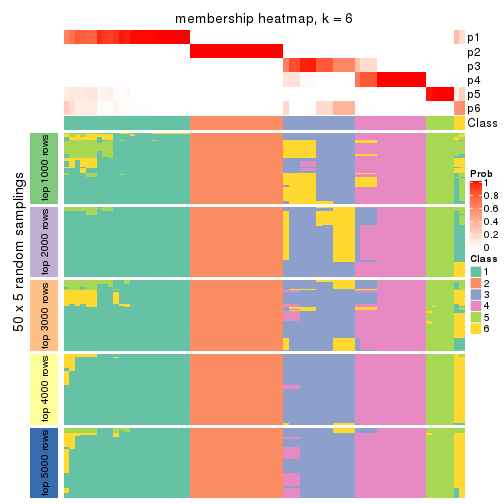 membership heatmap, k = 6
p1
p2
p3
p4
p5
p6
Class
50 x 5 random samplings
top 1000 rows
top 2000 rows
top 3000 rows
top 4000 rows
top 5000 rows
Prob
1
0.8
0.6
0.4
0.2
0
Class
1
2
3
4
5
6